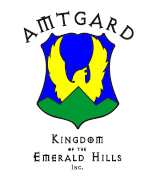 AMTGARD
KINGDOM
OF THE
EMERALD HILLS
INC.